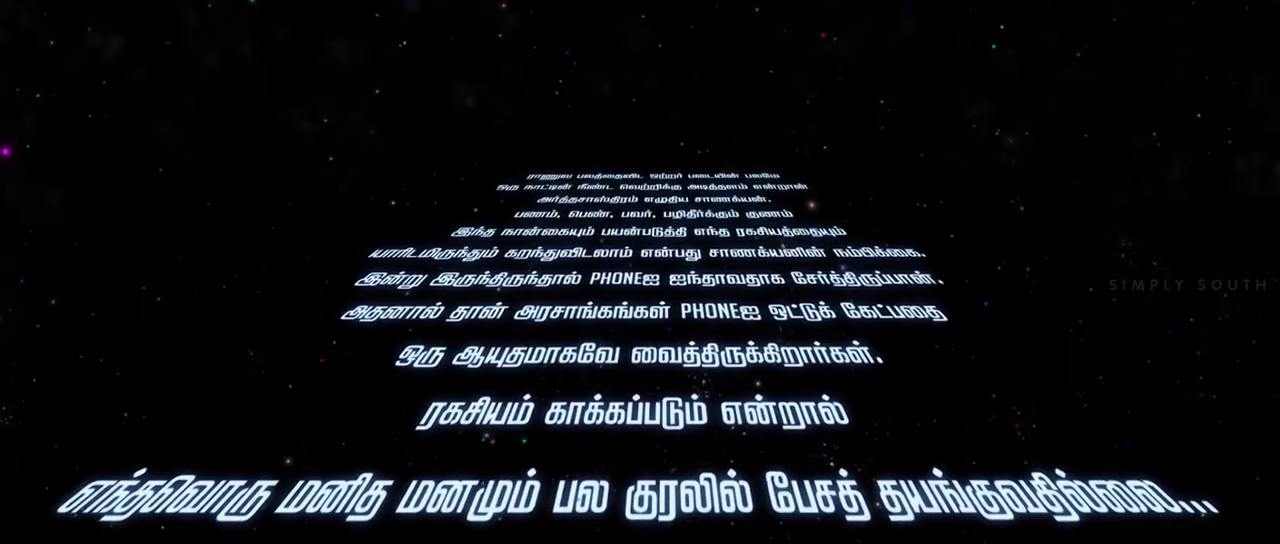 ராணுவ பலத்தைவிட ஒற்றர் படையின் பலமே
ஒரு நாட்டின் நீண்ட வெற்றிக்கு அடித்தளம் என்றான்
அர்த்தசாஸ்திரம் எழுதிய சாணக்யன்.
பணம், பெண், பவர், பழிதீர்க்கும் குணம்
இந்த நான்கையும் பயன்படுத்தி எந்த ரகசியத்தையும்
யாரிடமிருந்தும் கறந்துவிடலாம் என்பது சாணக்யனின் நம்பிக்கை.
இன்று இருந்திருந்தால் PHONEஐ ஐந்தாவதாக சேர்த்திருப்பான்.
SIMPLY SOUTH
அதனால் தான் அரசாங்கங்கள் PHONEஐ ஒட்டுக் கேட்பதை
ஒரு ஆயுதமாகவே வைத்திருக்கிறார்கள்.
ரகசியம் காக்கப்படும் என்றால்
எந்தவொரு மனித மனமும் பல குரலில் பேசத் தயங்குவதில்லை...